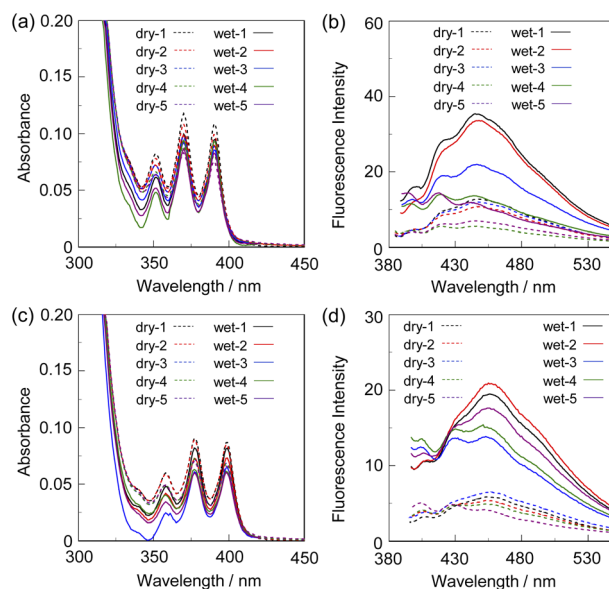 (a)
0.20
0.15
0.10
0.05
0
Absorbance
dry-1 wet-1
dry-2 wet-2
dry-3 wet-3
dry-4 wet-4
dry-5 wet-5
300 350 400 450
Wavelength / nm
(b)
60
40
20
0
Fluorescence Intensity
dry-1 wet-1
dry-2 wet-2
dry-3 wet-3
dry-4 wet-4
dry-5 wet-5
380 430 480 530
Wavelength / nm
(c)
0.20
0.15
0.10
0.05
0
Absorbance
dry-1 wet-1
dry-2 wet-2
dry-3 wet-3
dry-4 wet-4
dry-5 wet-5
300 350 400 450
Wavelength / nm
(d)
30
20
10
0
Fluorescence Intensity
dry-1 wet-1
dry-2 wet-2
dry-3 wet-3
dry-4 wet-4
dry-5 wet-5
380 430 480 530
Wavelength / nm